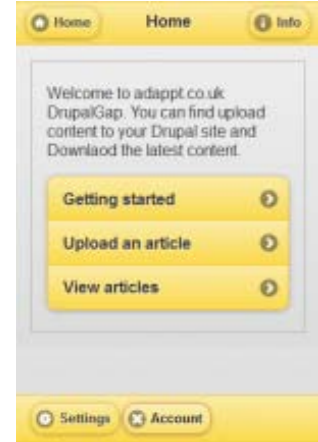 Home Home Info
Welcome to adappt.co.uk
DrupalGap. You can find upload
content to your Drupal site and
Downlaod the latest content.
Getting started
Upload an article
View articles
Settings Account